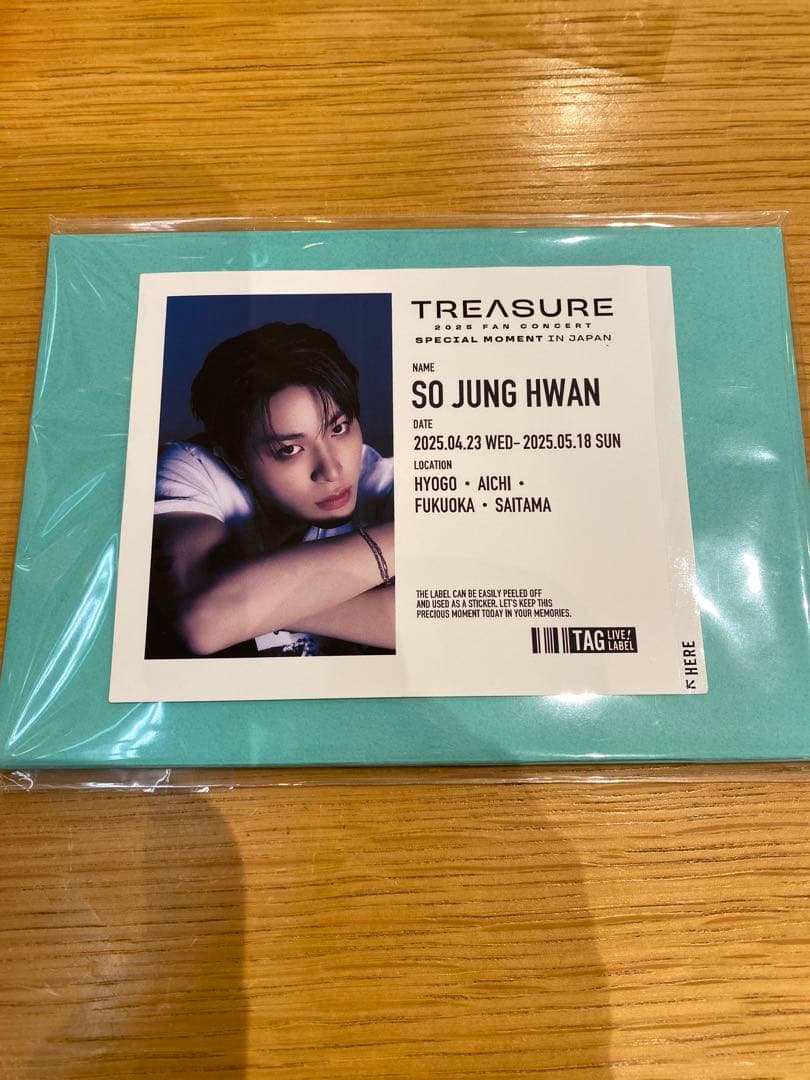 TREASURE
2025 FAN CONCERT
SPECIAL MOMENT IN JAPAN
NAME
SO JUNG HWAN
DATE
2025.04.23 WED- 2025.05.18 SUN
LOCATION
HYOGO・AICHI・
FUKUOKA・SAITAMA
THE LABEL CAN BE EASILY PEELED OFF
AND USED AS A STICKER. LET'S KEEP THIS
PRECIOUS MOMENT TODAY IN YOUR MEMORIES.
TAG LIVE! LABEL
HERE